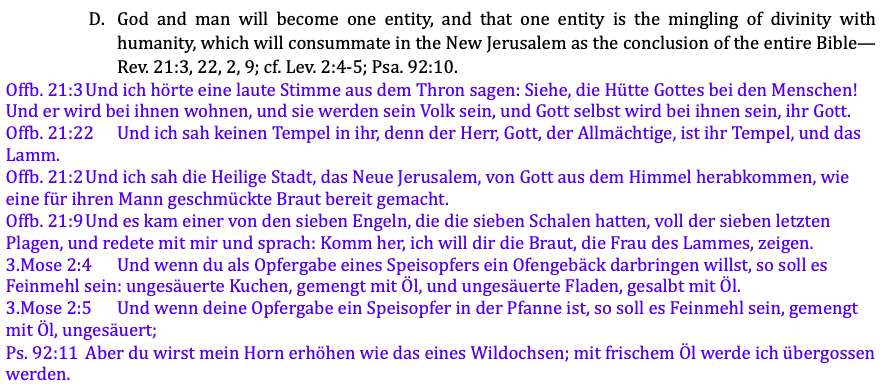 D. God and man will become one entity, and that one entity is the mingling of divinity with
humanity, which will consummate in the New Jerusalem as the conclusion of the entire Bible—
Rev. 21:3, 22, 2, 9; cf. Lev. 2:4-5; Psa. 92:10.
Offb. 21:3 Und ich hörte eine laute Stimme aus dem Thron sagen: Siehe, die Hütte Gottes bei den Menschen!
Und er wird bei ihnen wohnen, und sie werden sein Volk sein, und Gott selbst wird bei ihnen sein, ihr Gott.
Offb. 21:22 Und ich sah keinen Tempel in ihr, denn der Herr, Gott, der Allmächtige, ist ihr Tempel, und das
Lamm.
Offb. 21:2 Und ich sah die Heilige Stadt, das Neue Jerusalem, von Gott aus dem Himmel herabkommen, wie
eine für ihren Mann geschmückte Braut bereit gemacht.
Offb. 21:9 Und es kam einer von den sieben Engeln, die die sieben Schalen hatten, voll der sieben letzten
Plagen, und redete mit mir und sprach: Komm her, ich will dir die Braut, die Frau des Lammes, zeigen.
3.Mose 2:4 Und wenn du als Opfergabe eines Speisopfers ein Ofengebäck darbringen willst, so soll es
Feinmehl sein: ungesäuerte Kuchen, gemengt mit Öl, und ungesäuerte Fladen, gesalbt mit Öl.
3.Mose 2:5 Und wenn deine Opfergabe ein Speisopfer in der Pfanne ist, so soll es Feinmehl sein, gemengt
mit Öl, ungesäuert;
Ps. 92:11 Aber du wirst mein Horn erhöhen wie das eines Wildochsen; mit frischem Öl werde ich übergossen
werden.